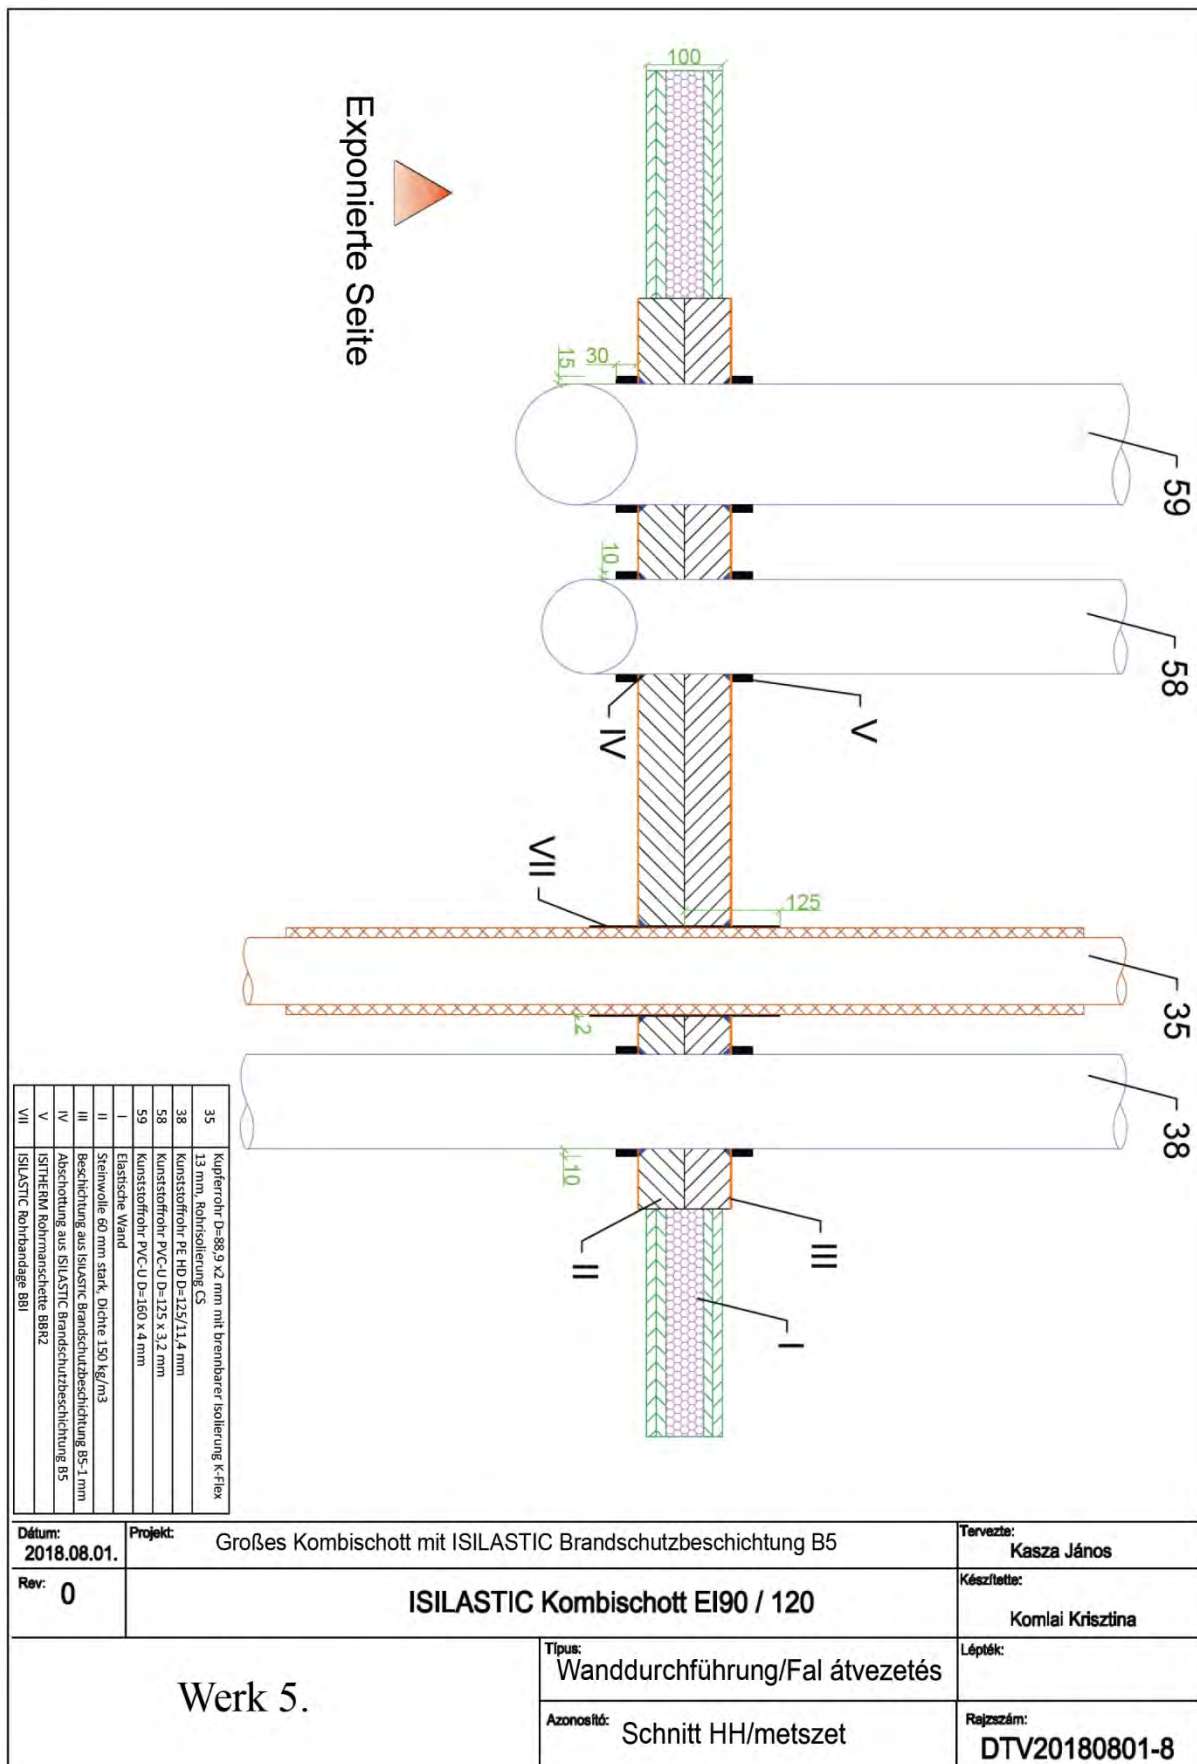 100
Exponierte Seite
15
30
59
10
58
V
IV
VII
125
35
2
38
10
III
II
I
35 Kupferrohr D=88,9 x2 mm mit brennbarer Isolierung K-Flex
13 mm, Rohrisolierung CS
38 Kunststoffrohr PE HD D=125/11,4 mm
58 Kunststoffrohr PVC-U D=125 x 3,2 mm
59 Kunststoffrohr PVC-U D=160 x 4 mm
I Elastische Wand
II Steinwolle 60 mm stark, Dichte 150 kg/m3
III Beschichtung aus ISILASTIC Brandschutzbeschichtung B5-1 mm
IV Abschottung aus ISILASTIC Brandschutzbeschichtung B5
V ISITHERM Rohrmanschette BBR2
VII ISILASTIC Rohrbandage BBI
Dátum:
2018.08.01.
Projekt: Großes Kombischott mit ISILASTIC Brandschutzbeschichtung B5
Tervezte:
Kasza János
Rev: 0
ISILASTIC Kombischott EI90 / 120
Készítette:
Komlai Krisztina
Werk 5.
Típus:
Wanddurchführung/Fal átvezetés
Lépték:
Azonosító: Schnitt HH/metszet
Rajzszám:
DTV20180801-8